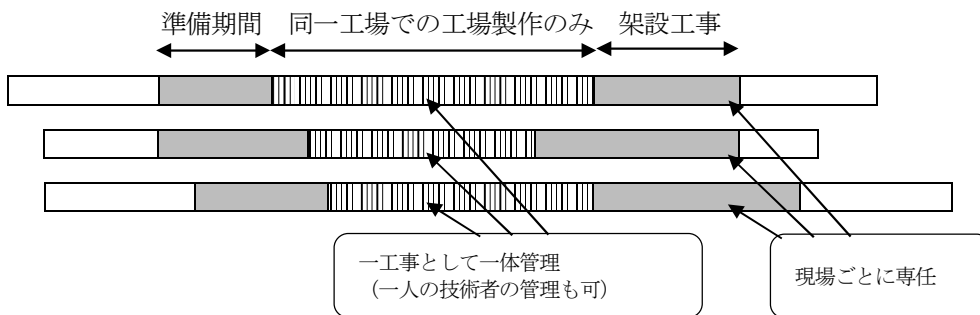 準備期間
同一工場での工場製作のみ
架設工事
一工事として一体管理
（一人の技術者の管理も可）
現場ごとに専任